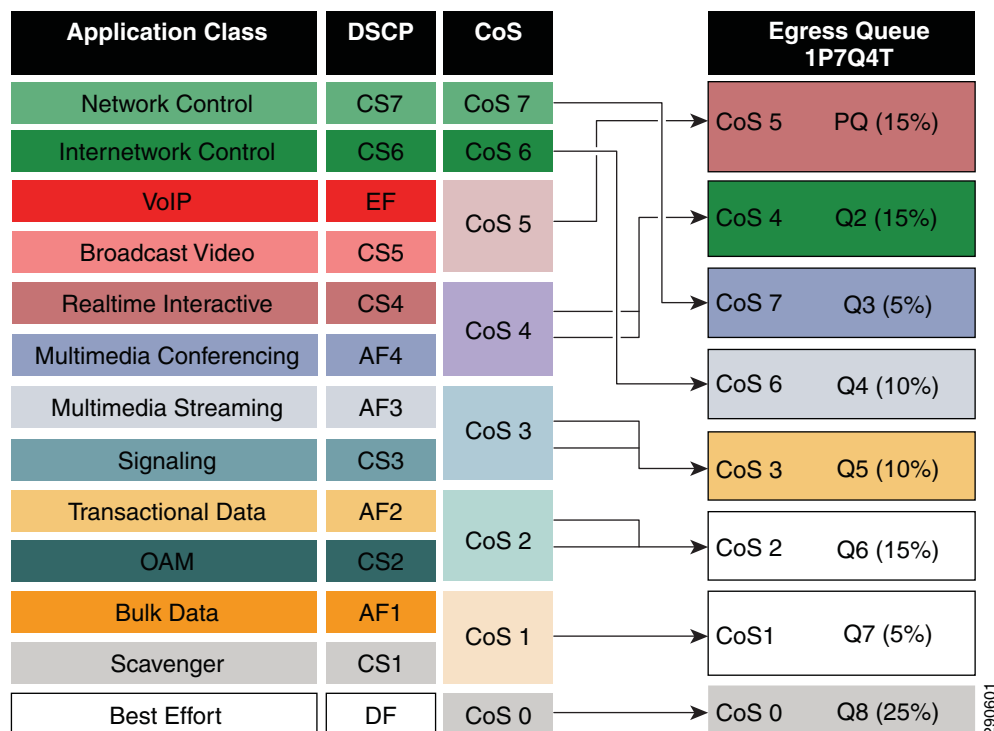 Application Class DSCP CoS Egress Queue
1P7Q4T
Network Control CS7 CoS 7
Internetwork Control CS6 CoS 6
VoIP EF
CoS 5
Broadcast Video CS5
Realtime Interactive CS4
CoS 4
Multimedia Conferencing AF4
Multimedia Streaming AF3
CoS 3
Signaling CS3
Transactional Data AF2
CoS 2
OAM CS2
Bulk Data AF1
CoS 1
Scavenger CS1
Best Effort DF CoS 0
CoS 5 PQ (15%)
CoS 4 Q2 (15%)
CoS 7 Q3 (5%)
CoS 6 Q4 (10%)
CoS 3 Q5 (10%)
CoS 2 Q6 (15%)
CoS1 Q7 (5%)
CoS 0 Q8 (25%)
290601